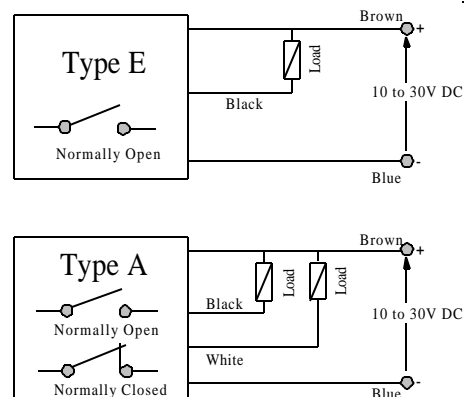 Brown
+
Type E
Load
10 to 30V DC
Black
Normally Open
-
Blue
Brown
+
Type A
Load
Load
Black
10 to 30V DC
Normally Open
White
Normally Closed
-
Blue